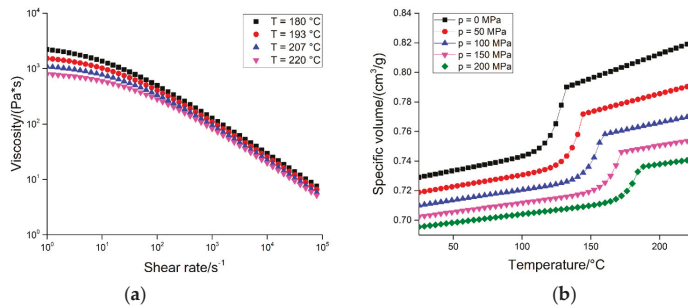 T = 180 °C
T = 193 °C
T = 207 °C
T = 220 °C
10⁴
10³
10²
10¹
10⁰
Viscosity/(Pa*s)
10⁰ 10¹ 10² 10³ 10⁴ 10⁵
Shear rate/s⁻¹
(a)
p = 0 MPa
p = 50 MPa
p = 100 MPa
p = 150 MPa
p = 200 MPa
0.84
0.82
0.80
0.78
0.76
0.74
0.72
0.70
Specific volume/(cm³/g)
50 100 150 200
Temperature/°C
(b)